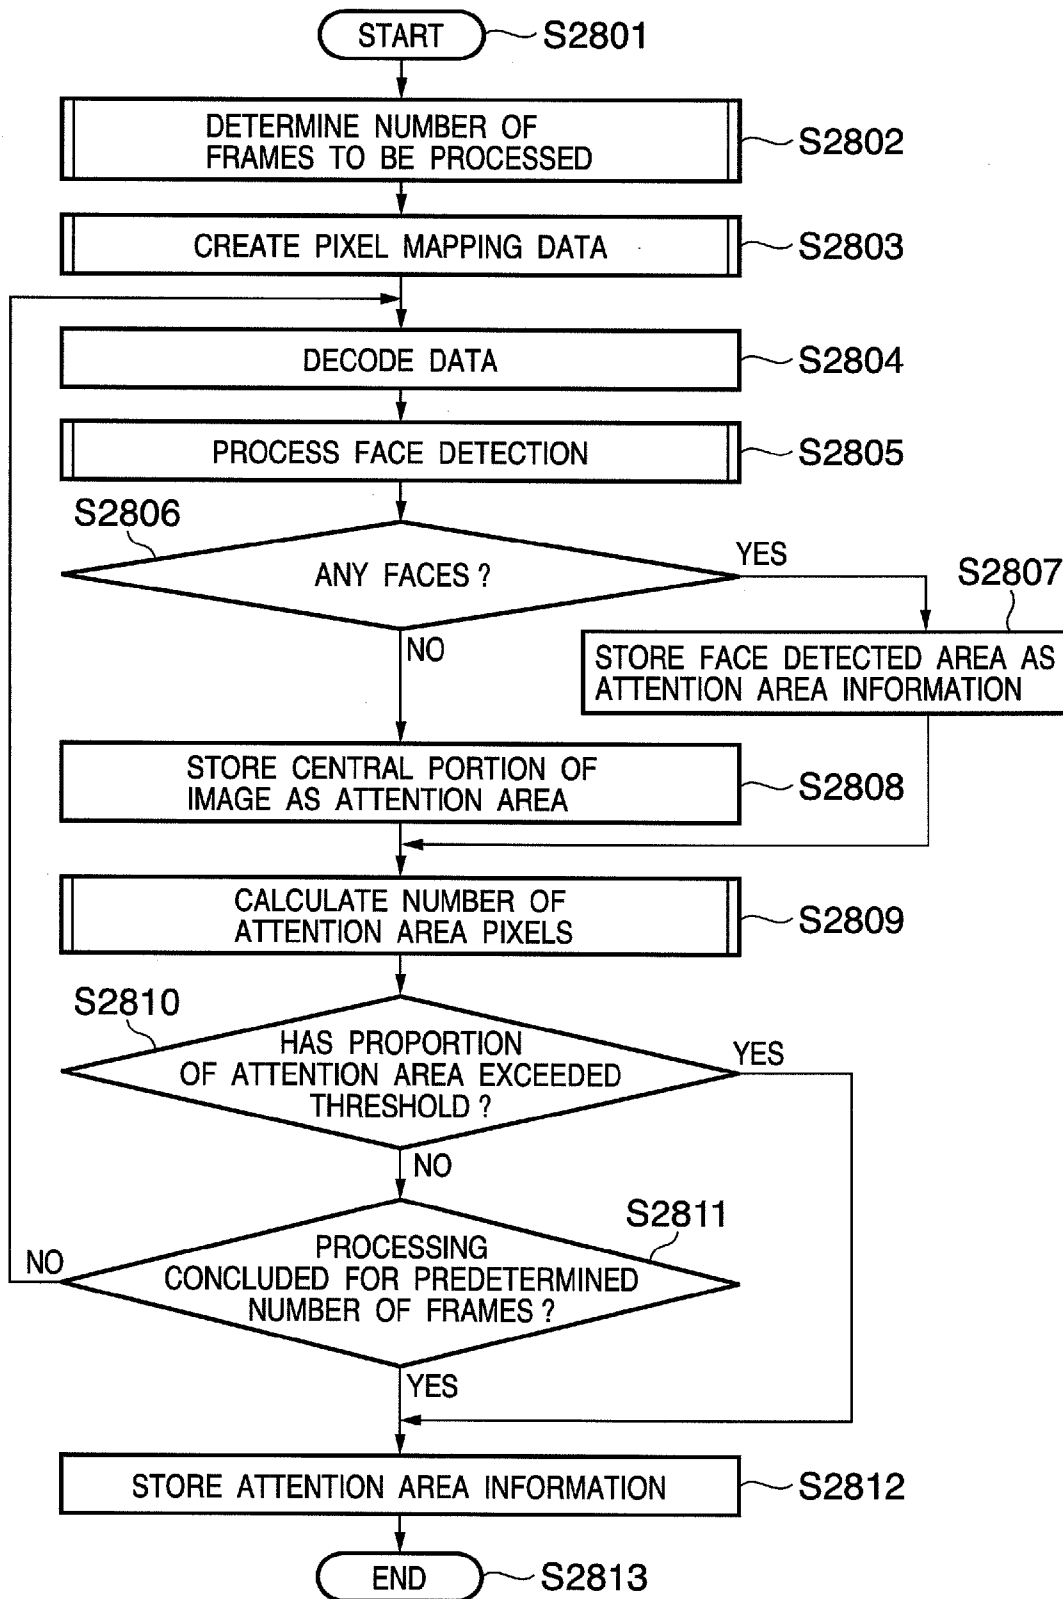 START
S2801
DETERMINE NUMBER OF
FRAMES TO BE PROCESSED
S2802
CREATE PIXEL MAPPING DATA
S2803
DECODE DATA
S2804
PROCESS FACE DETECTION
S2805
S2806
ANY FACES?
YES
NO
S2807
STORE FACE DETECTED AREA AS
ATTENTION AREA INFORMATION
STORE CENTRAL PORTION OF
IMAGE AS ATTENTION AREA
S2808
CALCULATE NUMBER OF
ATTENTION AREA PIXELS
S2809
S2810
HAS PROPORTION
OF ATTENTION AREA EXCEEDED
THRESHOLD?
YES
NO
S2811
PROCESSING
CONCLUDED FOR PREDETERMINED
NUMBER OF FRAMES?
NO
YES
STORE ATTENTION AREA INFORMATION
S2812
END
S2813